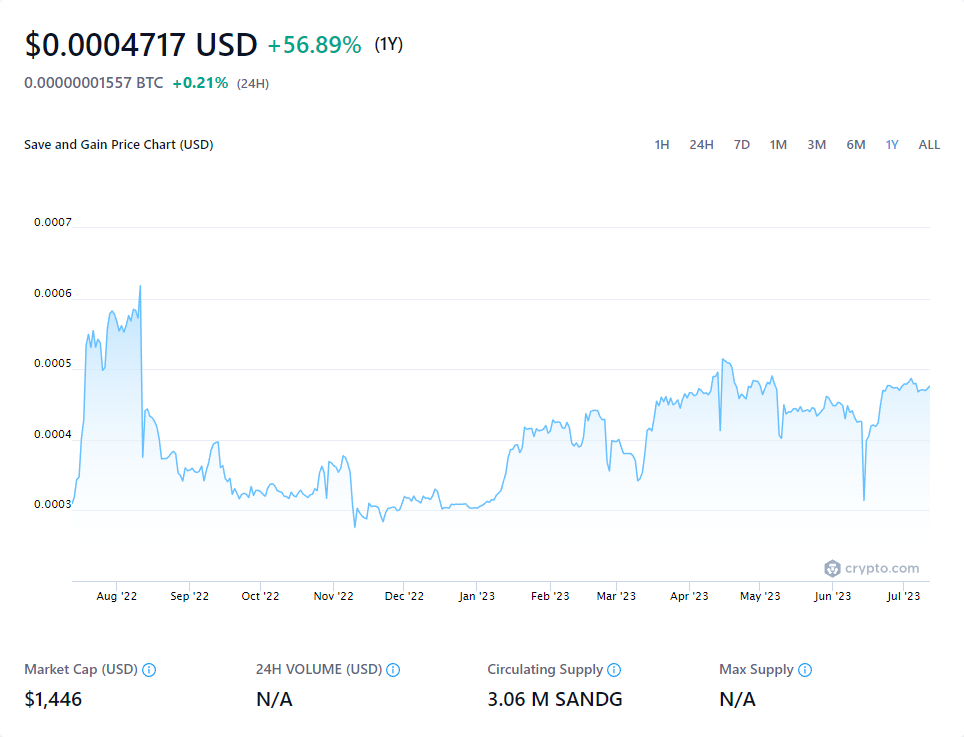 $0.0004717 USD +56.89% (1Y)
0.00000001557 BTC +0.21% (24H)
Save and Gain Price Chart (USD) 1H 24H 7D 1M 3M 6M 1Y ALL
0.0007
0.0006
0.0005
0.0004
0.0003
crypto.com
Aug '22 Sep '22 Oct '22 Nov '22 Dec '22 Jan '23 Feb '23 Mar '23 Apr '23 May '23 Jun '23 Jul '23
Market Cap (USD) 24H VOLUME (USD) Circulating Supply Max Supply
$1,446 N/A 3.06 M SANDG N/A